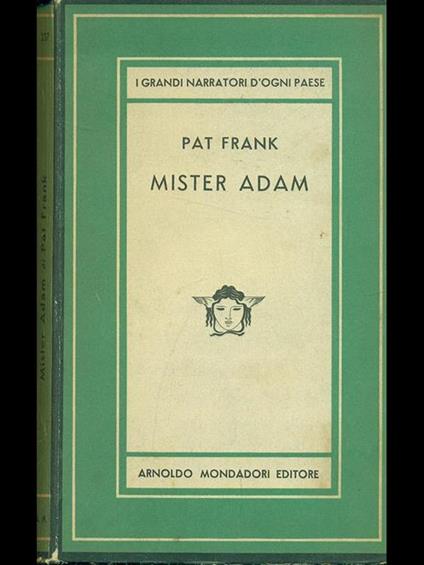 I GRANDI NARRATORI D'OGNI PAESE
PAT FRANK
MISTER ADAM
ARNOLDO MONDADORI EDITORE
Mister Adam di Pat Frank